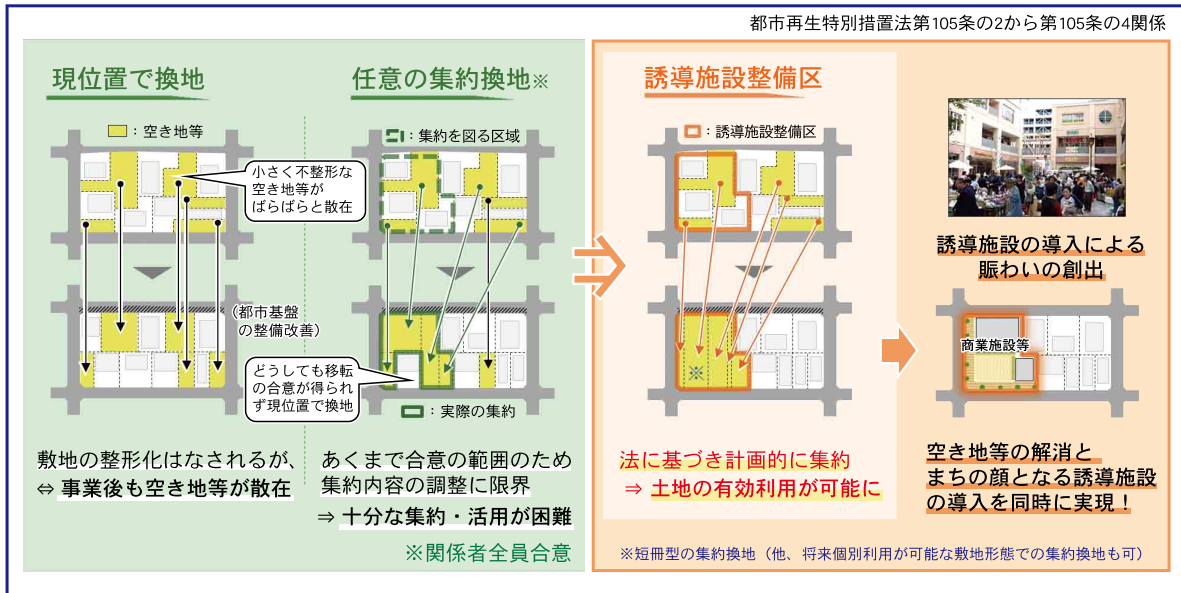 都市再生特別措置法第105条の2から第105条の4関係
現位置で換地
：空き地等
小さく不整形な
空き地等が
ばらばらと散在
(都市基盤
の整備改善)
敷地の整形化はなされるが、
⇔ 事業後も空き地等が散在
任意の集約換地※
：集約を図る区域
どうしても移転
の合意が得られ
ず現位置で換地
：実際の集約
あくまで合意の範囲のため
集約内容の調整に限界
⇒ 十分な集約・活用が困難
※関係者全員合意
誘導施設整備区
：誘導施設整備区
※
法に基づき計画的に集約
⇒ 土地の有効利用が可能に
誘導施設の導入による
賑わいの創出
商業施設等
空き地等の解消と
まちの顔となる誘導施設
の導入を同時に実現！
※短冊型の集約換地（他、将来個別利用が可能な敷地形態での集約換地も可）